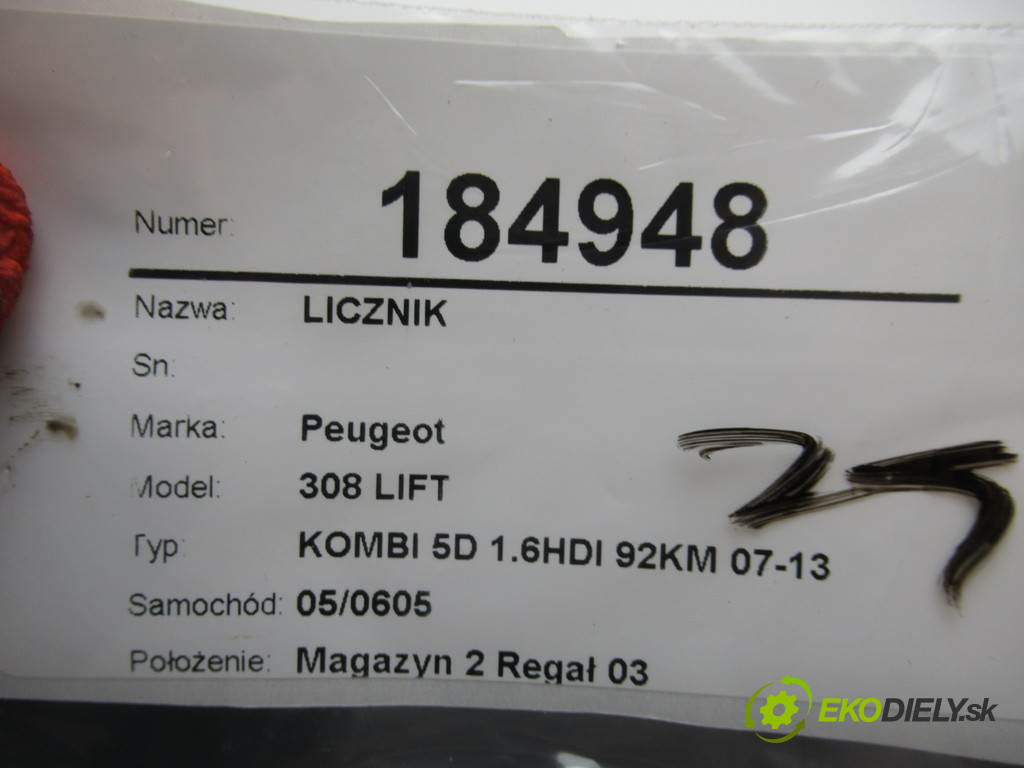 Numer: 184948
Nazwa: LICZNIK
Sn:
Marka: Peugeot
Model: 308 LIFT
25
Typ: KOMBI 5D 1.6HDI 92KM 07-13
Samochód: 05/0605
Położenie: Magazyn 2 Regał 03
EKODIELY.sk